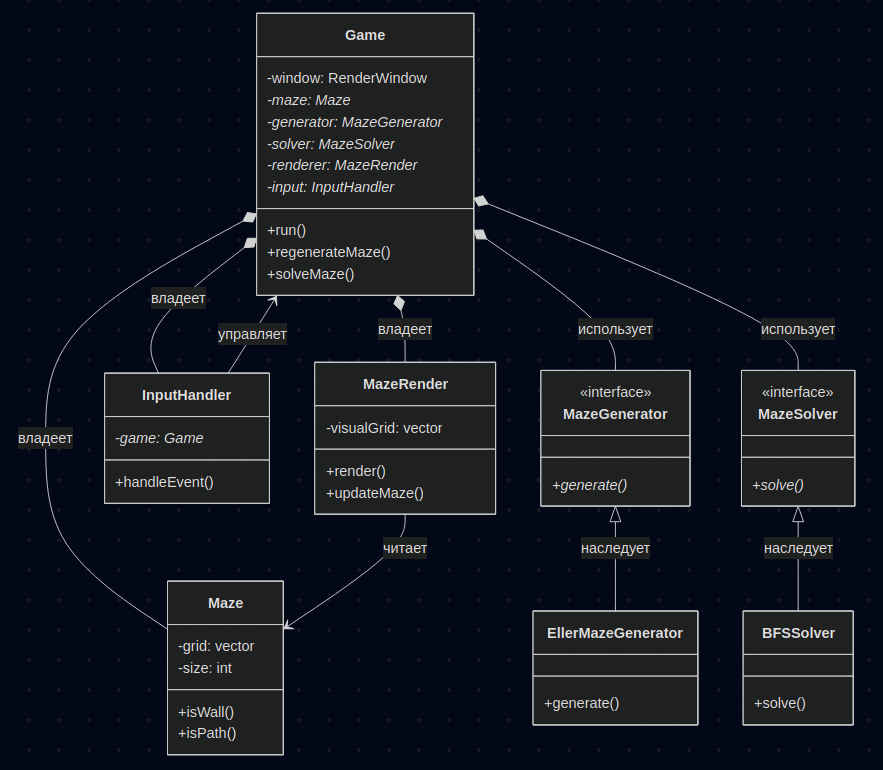 Game
-window: RenderWindow
-maze: Maze
-generator: MazeGenerator
-solver: MazeSolver
-renderer: MazeRender
-input: InputHandler
+run()
+regenerateMaze()
+solveMaze()
владеет
управляет
владеет
использует
использует
InputHandler
-game: Game
+handleEvent()
MazeRender
-visualGrid: vector
+render()
+updateMaze()
«interface»
MazeGenerator
+generate()
«interface»
MazeSolver
+solve()
владеет
читает
наследует
наследует
Maze
-grid: vector
-size: int
+isWall()
+isPath()
EllerMazeGenerator
+generate()
BFSSolver
+solve()